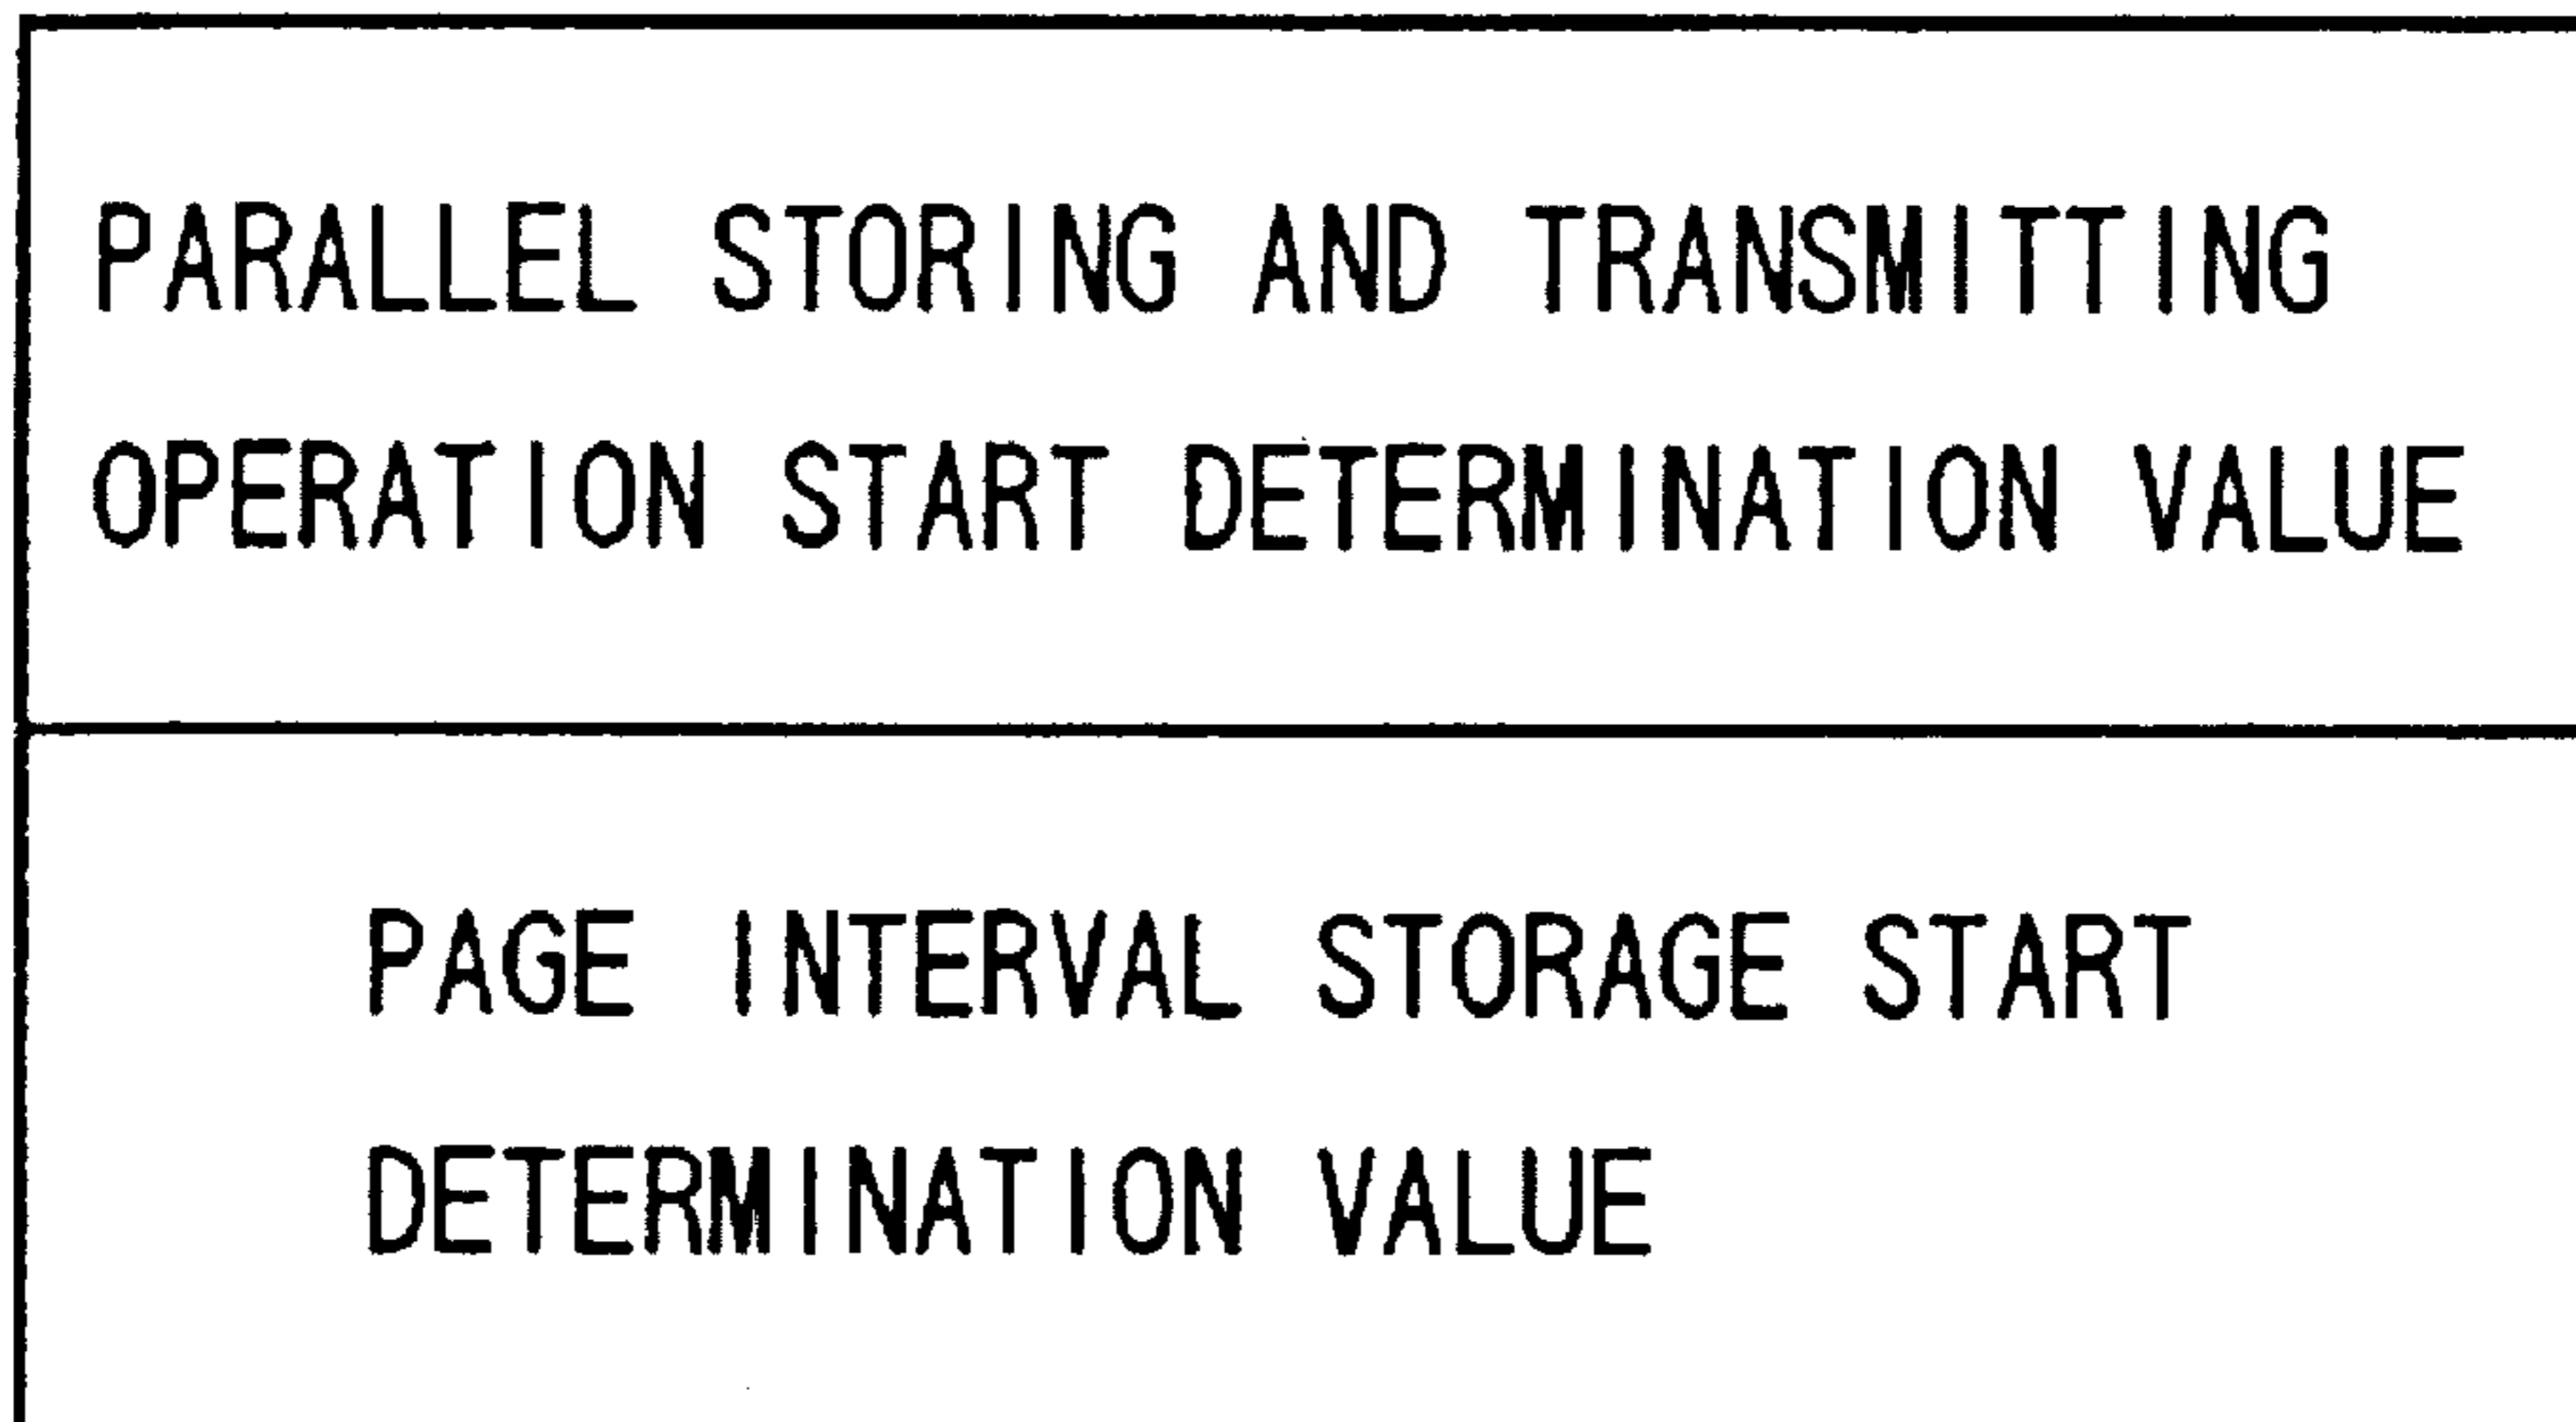 PARALLEL STORING AND TRANSMITTING
OPERATION START DETERMINATION VALUE
PAGE INTERVAL STORAGE START
DETERMINATION VALUE